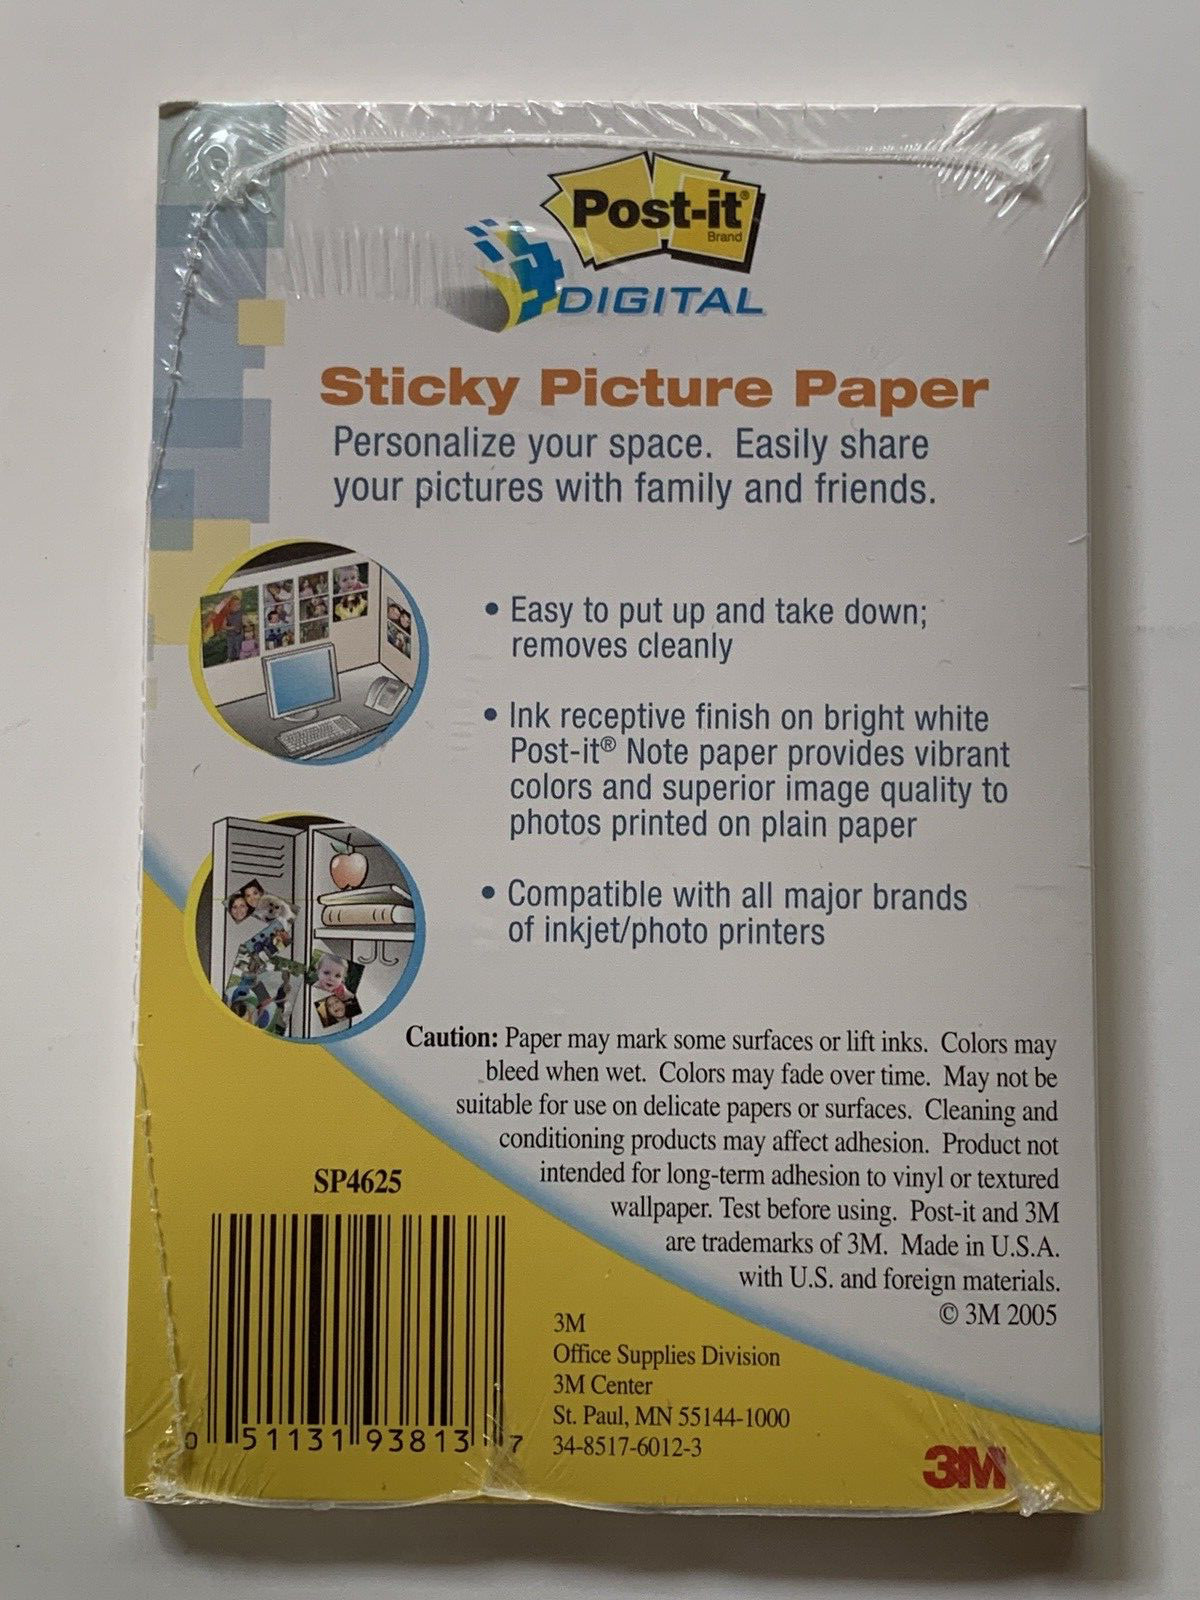 Post-it®
Brand
DIGITAL
Sticky Picture Paper
Personalize your space. Easily share
your pictures with family and friends.
• Easy to put up and take down;
removes cleanly
• Ink receptive finish on bright white
Post-it® Note paper provides vibrant
colors and superior image quality to
photos printed on plain paper
• Compatible with all major brands
of inkjet/photo printers
Caution: Paper may mark some surfaces or lift inks. Colors may
bleed when wet. Colors may fade over time. May not be
suitable for use on delicate papers or surfaces. Cleaning and
conditioning products may affect adhesion. Product not
intended for long-term adhesion to vinyl or textured
wallpaper. Test before using. Post-it and 3M
are trademarks of 3M. Made in U.S.A.
with U.S. and foreign materials.
© 3M 2005
SP4625
0 51131 93813 7
3M
Office Supplies Division
3M Center
St. Paul, MN 55144-1000
34-8517-6012-3
3M